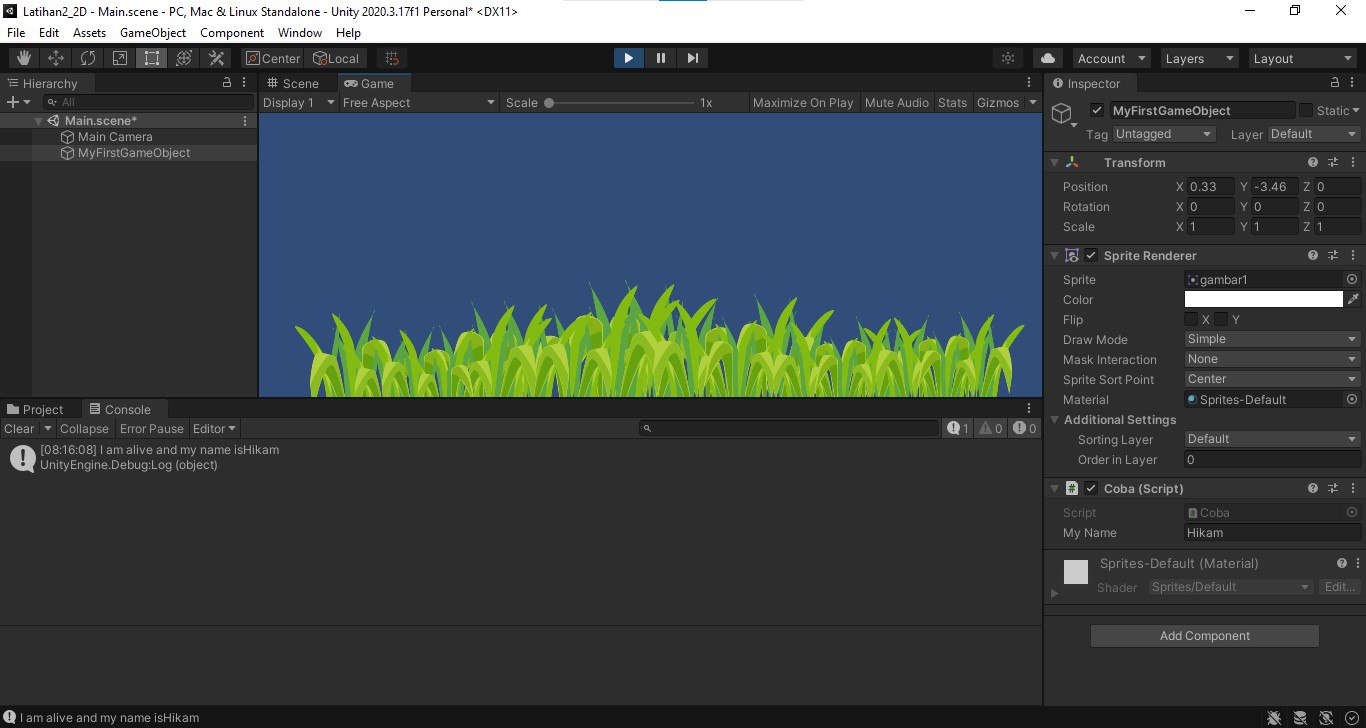 Latihan2_2D - Main.scene - PC, Mac & Linux Standalone - Unity 2020.3.17f1 Personal* <DX11>
File Edit Assets GameObject Component Window Help
Center Local Account Layers Layout
Hierarchy
All
Main.scene*
Main Camera
MyFirstGameObject
Scene Game
Display 1 Free Aspect Scale 1x Maximize On Play Mute Audio Stats Gizmos
Project Console
Clear Collapse Error Pause Editor 1 0 0
[08:16:08] I am alive and my name isHikam
UnityEngine.Debug:Log (object)
Inspector
MyFirstGameObject Static
Tag Untagged Layer Default
Transform
Position X 0.33 Y -3.46 Z 0
Rotation X 0 Y 0 Z 0
Scale X 1 Y 1 Z 1
Sprite Renderer
Sprite gambar1
Color
Flip X Y
Draw Mode Simple
Mask Interaction None
Sprite Sort Point Center
Material Sprites-Default
Additional Settings
Sorting Layer Default
Order in Layer 0
# Coba (Script)
Script Coba
My Name Hikam
Sprites-Default (Material)
Shader Sprites/Default Edit...
Add Component
I am alive and my name isHikam